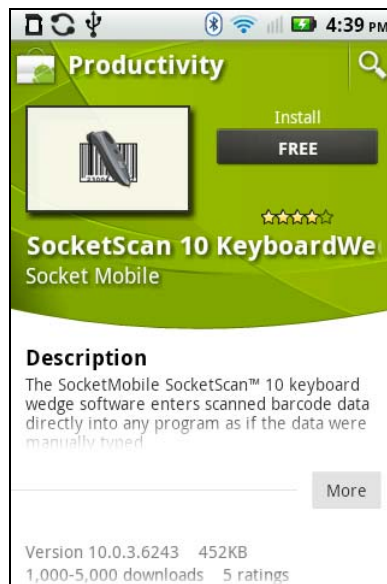 4:39 PM
Productivity
Install
FREE
SocketScan 10 KeyboardWe
Socket Mobile
Description
The SocketMobile SocketScan™ 10 keyboard
wedge software enters scanned barcode data
directly into any program as if the data were
manually typed
More
Version 10.0.3.6243 452KB
1,000-5,000 downloads 5 ratings